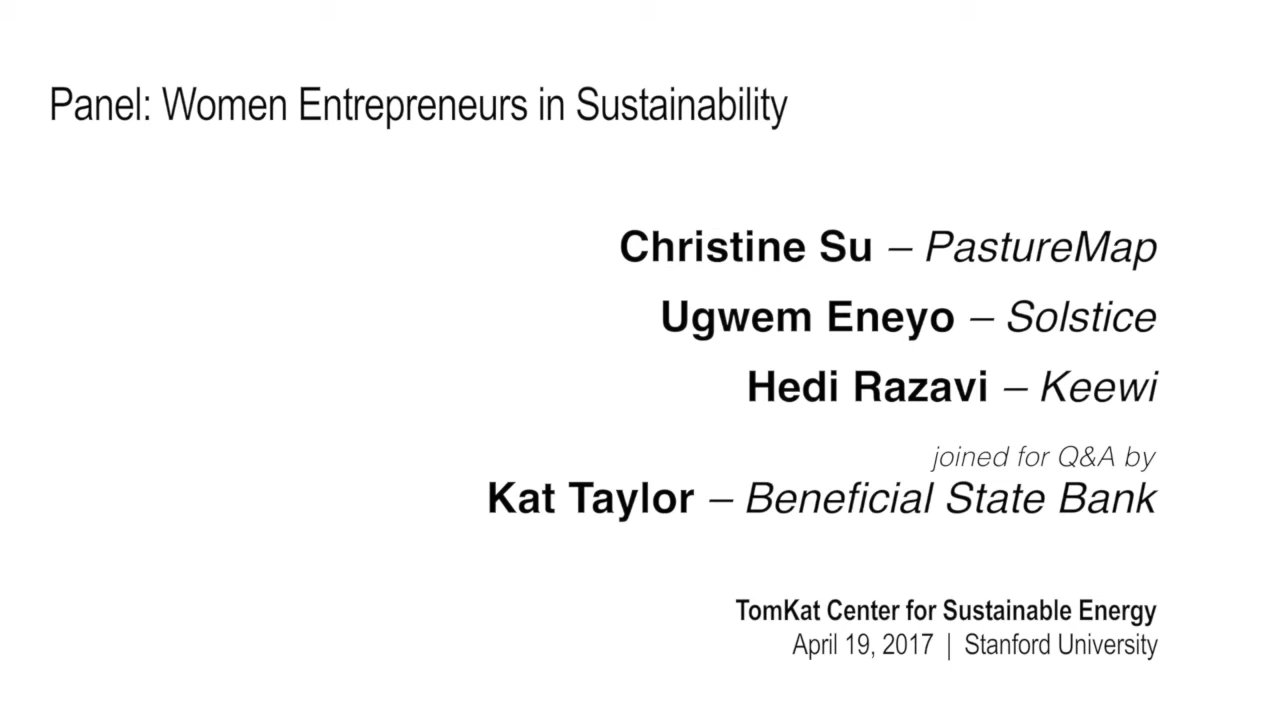 Panel: Women Entrepreneurs in Sustainability
Christine Su – PastureMap
Ugwem Eneyo – Solstice
Hedi Razavi – Keewi
joined for Q&A by
Kat Taylor – Beneficial State Bank
TomKat Center for Sustainable Energy
April 19, 2017 | Stanford University